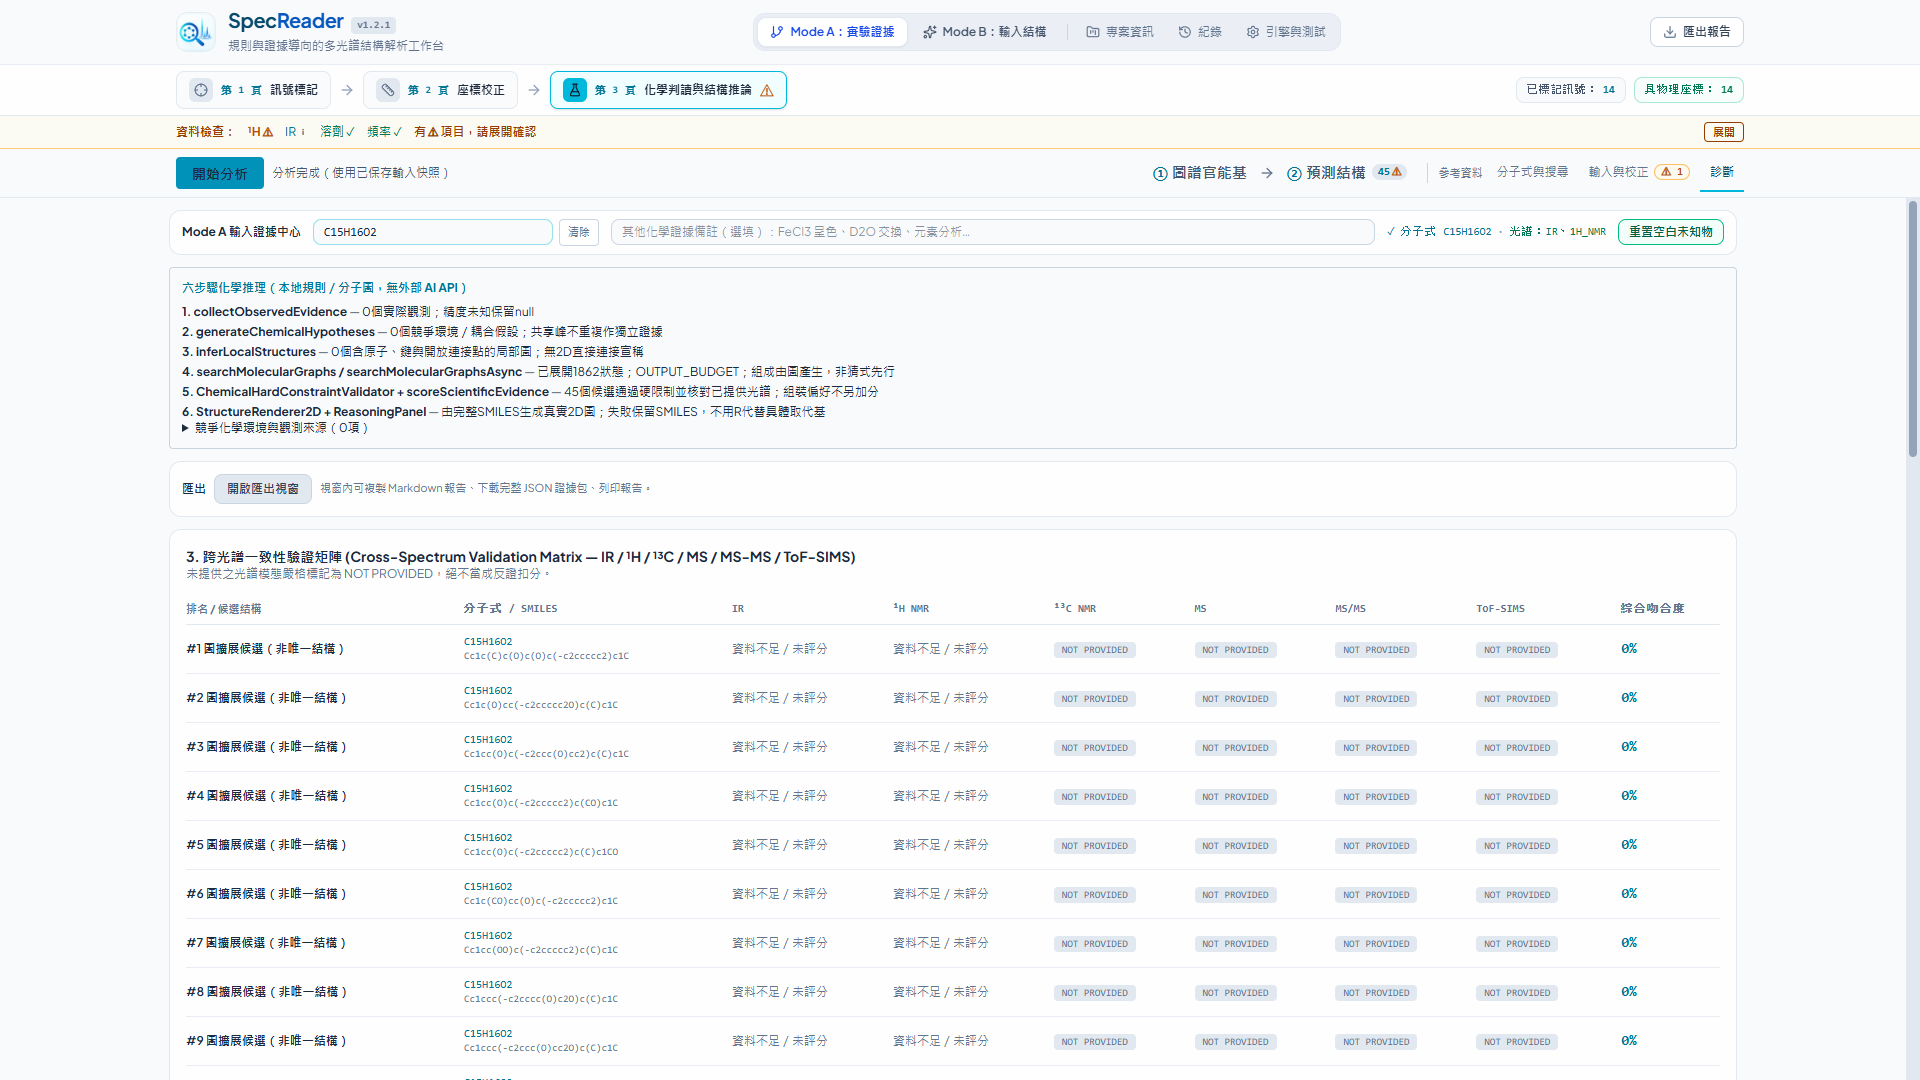 SpecReader v1.2.1
規則與證據導向的多光譜結構解析工作台
Mode A：實驗證據
Mode B：輸入結構
專案資訊
紀錄
引擎與測試
匯出報告
第 1 頁 訊號標記
第 2 頁 座標校正
第 3 頁 化學判讀與結構推論
已標記訊號： 14
具物理座標： 14
資料檢查： ¹H⚠ IR ℹ 溶劑✓ 頻率✓ 有⚠項目，請展開確認
展開
開始分析
分析完成（使用已保存輸入快照）
① 圖譜官能基 → ② 預測結構 45⚠
參考資料
分子式與搜尋
輸入與校正 ⚠ 1
診斷
Mode A 輸入證據中心
C15H16O2
清除
其他化學證據備註（選填）：FeCl3 呈色、D2O 交換、元素分析…
✓ 分子式 C15H16O2 · 光譜：IR、1H_NMR
重置空白未知物
六步驟化學推理（本地規則 / 分子圖，無外部 AI API）
1. collectObservedEvidence — 0個實際觀測；精度未知保留null
2. generateChemicalHypotheses — 0個競爭環境 / 耦合假設；共享峰不重複作獨立證據
3. inferLocalStructures — 0個含原子、鍵與開放連接點的局部圖；無2D直接連接宣稱
4. searchMolecularGraphs / searchMolecularGraphsAsync — 已展開1862狀態；OUTPUT_BUDGET；組成由圖產生，非猜式先行
5. ChemicalHardConstraintValidator + scoreScientificEvidence — 45個候選通過硬限制並核對已提供光譜；組裝偏好不另加分
6. StructureRenderer2D + ReasoningPanel — 由完整SMILES生成真實2D圖；失敗保留SMILES，不用R代替具體取代基
▶ 競爭化學環境與觀測來源（0項）
匯出
開啟匯出視窗
視窗內可複製 Markdown 報告、下載完整 JSON 證據包、列印報告。
3. 跨光譜一致性驗證矩陣 (Cross-Spectrum Validation Matrix — IR / ¹H / ¹³C / MS / MS-MS / ToF-SIMS)
未提供之光譜模態嚴格標記為 NOT PROVIDED，絕不當成反證扣分。
排名 / 候選結構 分子式 / SMILES IR ¹H NMR ¹³C NMR MS MS/MS ToF-SIMS 綜合吻合度
#1 圖擴展候選（非唯一結構） C15H16O2 資料不足 / 未評分 資料不足 / 未評分 NOT PROVIDED NOT PROVIDED NOT PROVIDED NOT PROVIDED 0%
Cc1c(C)c(O)c(O)c(-c2ccccc2)c1C
#2 圖擴展候選（非唯一結構） C15H16O2 資料不足 / 未評分 資料不足 / 未評分 NOT PROVIDED NOT PROVIDED NOT PROVIDED NOT PROVIDED 0%
Cc1c(O)cc(-c2ccccc2O)c(C)c1C
#3 圖擴展候選（非唯一結構） C15H16O2 資料不足 / 未評分 資料不足 / 未評分 NOT PROVIDED NOT PROVIDED NOT PROVIDED NOT PROVIDED 0%
Cc1cc(O)c(-c2ccc(O)cc2)c(C)c1C
#4 圖擴展候選（非唯一結構） C15H16O2 資料不足 / 未評分 資料不足 / 未評分 NOT PROVIDED NOT PROVIDED NOT PROVIDED NOT PROVIDED 0%
Cc1cc(O)c(-c2ccccc2)c(CO)c1C
#5 圖擴展候選（非唯一結構） C15H16O2 資料不足 / 未評分 資料不足 / 未評分 NOT PROVIDED NOT PROVIDED NOT PROVIDED NOT PROVIDED 0%
Cc1cc(O)c(-c2ccccc2)c(C)c1CO
#6 圖擴展候選（非唯一結構） C15H16O2 資料不足 / 未評分 資料不足 / 未評分 NOT PROVIDED NOT PROVIDED NOT PROVIDED NOT PROVIDED 0%
Cc1c(CO)cc(O)c(-c2ccccc2)c1C
#7 圖擴展候選（非唯一結構） C15H16O2 資料不足 / 未評分 資料不足 / 未評分 NOT PROVIDED NOT PROVIDED NOT PROVIDED NOT PROVIDED 0%
Cc1cc(OO)c(-c2ccccc2)c(C)c1C
#8 圖擴展候選（非唯一結構） C15H16O2 資料不足 / 未評分 資料不足 / 未評分 NOT PROVIDED NOT PROVIDED NOT PROVIDED NOT PROVIDED 0%
Cc1ccc(-c2cccc(O)c2O)c(C)c1C
#9 圖擴展候選（非唯一結構） C15H16O2 資料不足 / 未評分 資料不足 / 未評分 NOT PROVIDED NOT PROVIDED NOT PROVIDED NOT PROVIDED 0%
Cc1ccc(-c2ccc(O)cc2O)c(C)c1C